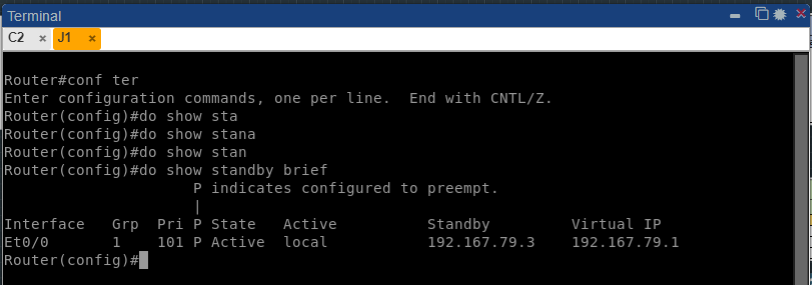 Terminal
C2 × J1 ×
Router#conf ter
Enter configuration commands, one per line.  End with CNTL/Z.
Router(config)#do show sta
Router(config)#do show stana
Router(config)#do show stan
Router(config)#do show standby brief
                     P indicates configured to preempt.
                     |
Interface   Grp  Pri P State   Active          Standby         Virtual IP
Et0/0       1    101 P Active  local           192.167.79.3    192.167.79.1
Router(config)#